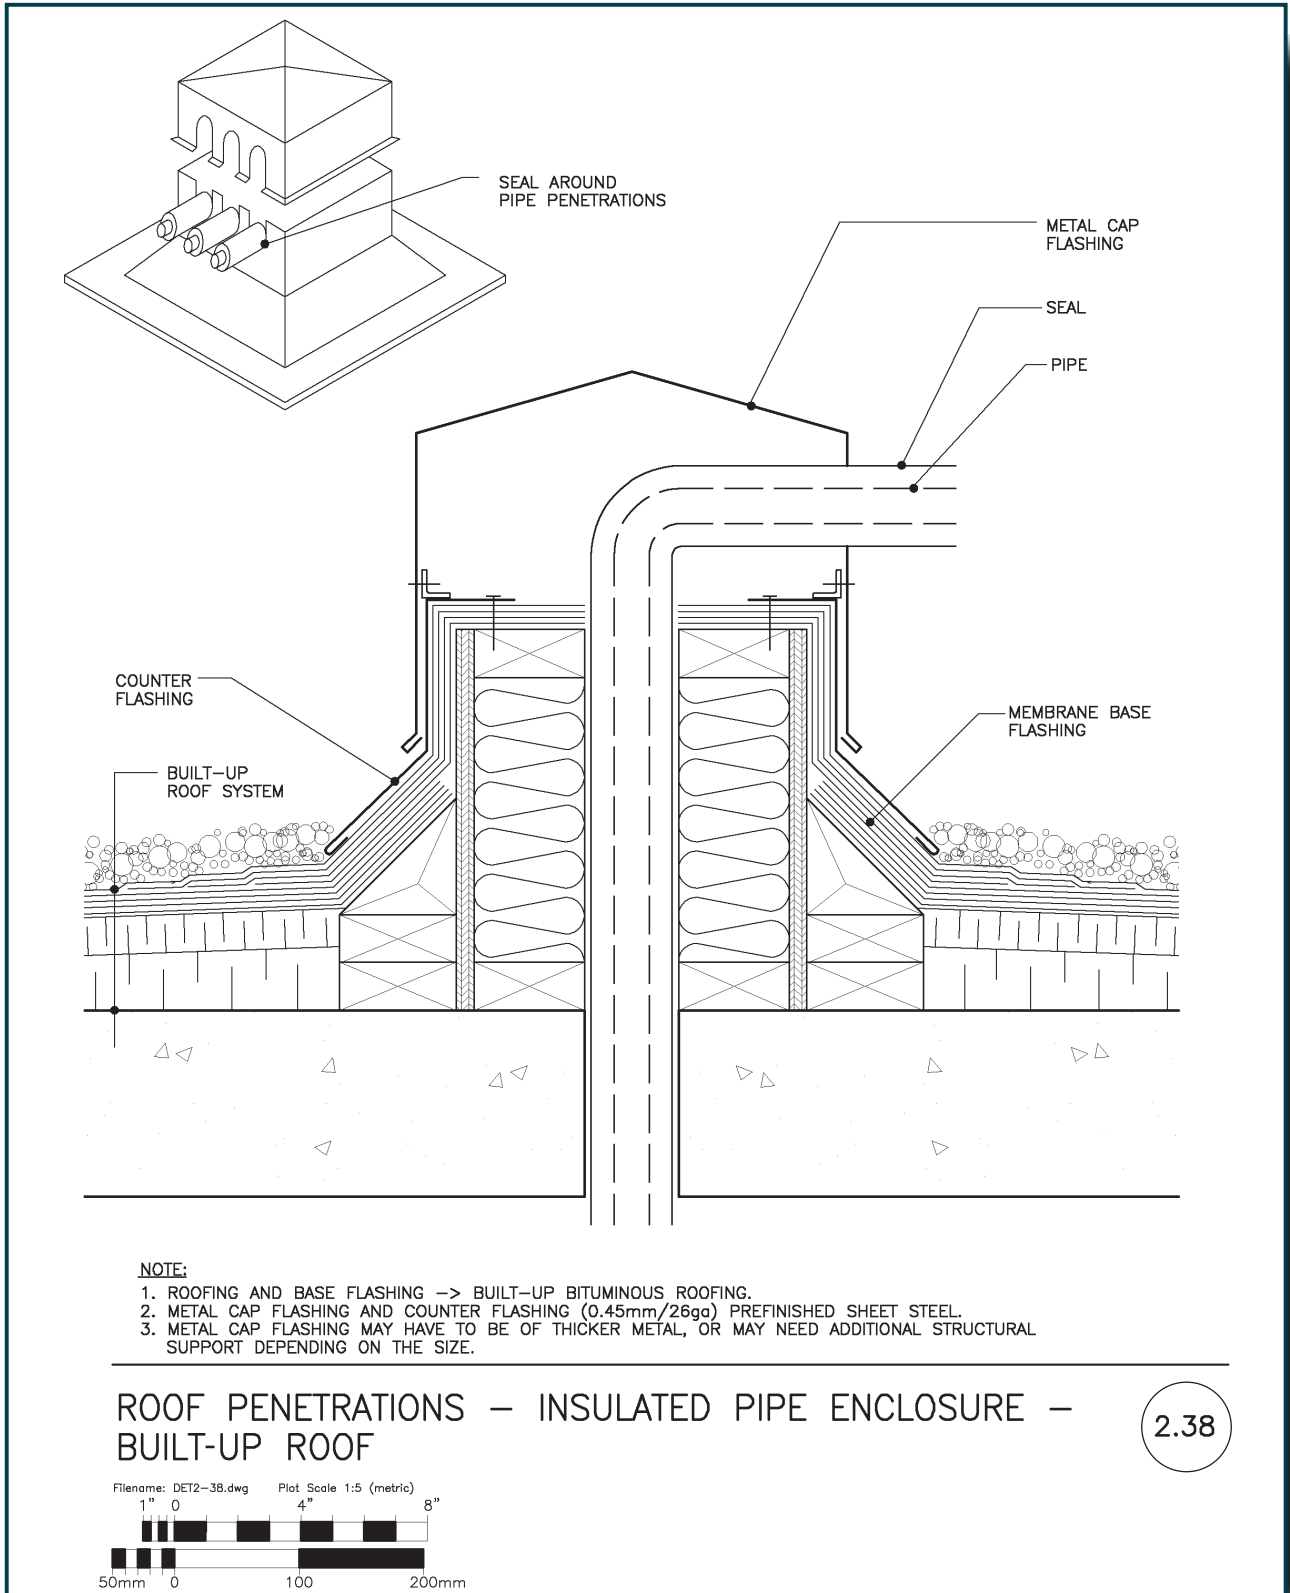 SEAL AROUND
PIPE PENETRATIONS
METAL CAP
FLASHING
SEAL
PIPE
COUNTER
FLASHING
MEMBRANE BASE
FLASHING
BUILT-UP
ROOF SYSTEM
NOTE:
1. ROOFING AND BASE FLASHING -> BUILT-UP BITUMINOUS ROOFING.
2. METAL CAP FLASHING AND COUNTER FLASHING (0.45mm/26ga) PREFINISHED SHEET STEEL.
3. METAL CAP FLASHING MAY HAVE TO BE OF THICKER METAL, OR MAY NEED ADDITIONAL STRUCTURAL
SUPPORT DEPENDING ON THE SIZE.
ROOF PENETRATIONS - INSULATED PIPE ENCLOSURE -
BUILT-UP ROOF
2.38
Filename: DET2-38.dwg Plot Scale 1:5 (metric)
1" 0 4" 8"
50mm 0 100 200mm